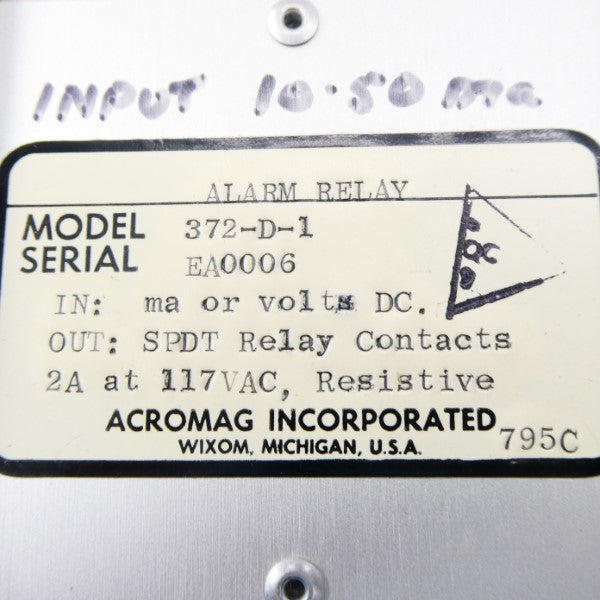 INPUT 10-50 ma
ALARM RELAY
MODEL 372-D-1
SERIAL EA0006
QC
IN: ma or volts DC.
OUT: SPDT Relay Contacts
2A at 117VAC, Resistive
ACROMAG INCORPORATED
WIXOM, MICHIGAN, U.S.A. 795C